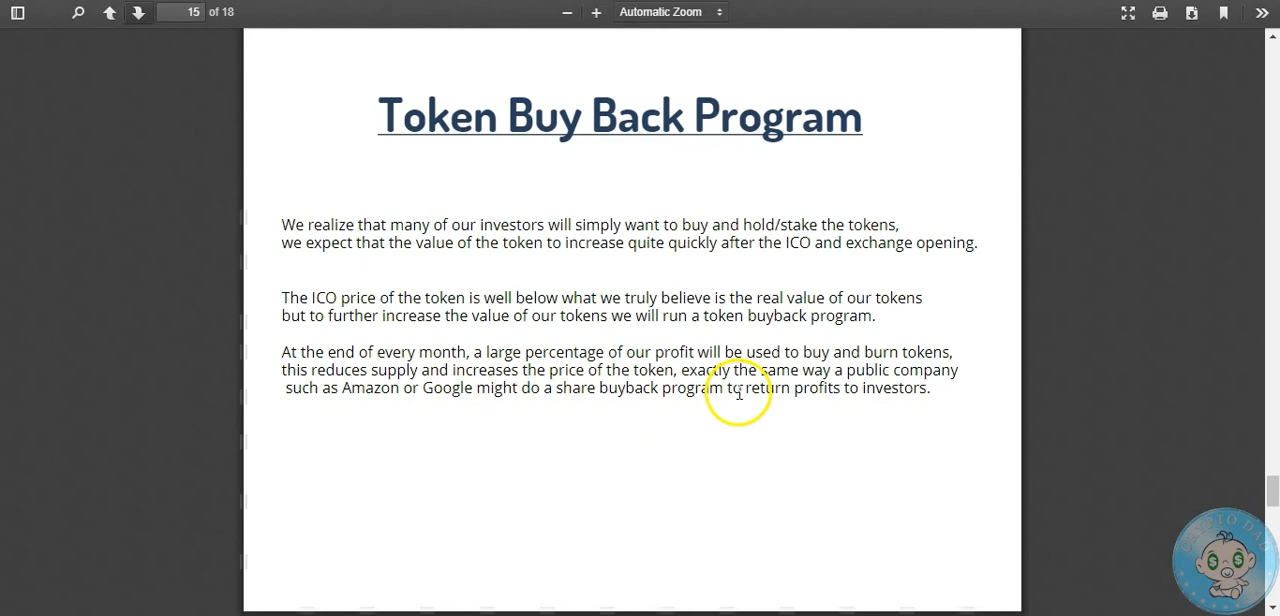 15 of 18
Automatic Zoom
Token Buy Back Program
We realize that many of our investors will simply want to buy and hold/stake the tokens,
we expect that the value of the token to increase quite quickly after the ICO and exchange opening.
The ICO price of the token is well below what we truly believe is the real value of our tokens
but to further increase the value of our tokens we will run a token buyback program.
At the end of every month, a large percentage of our profit will be used to buy and burn tokens,
this reduces supply and increases the price of the token, exactly the same way a public company
such as Amazon or Google might do a share buyback program to return profits to investors.
CRYPTO DAD